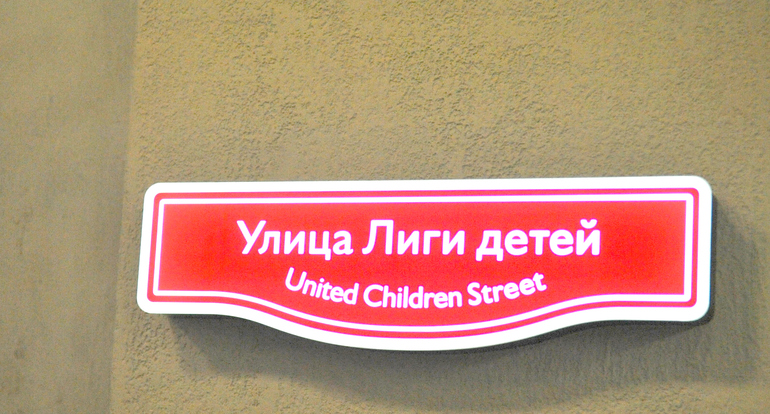 Улица Лиги детей
United Children Street